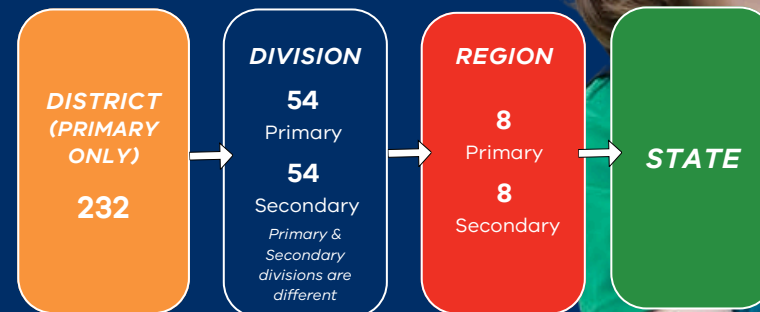 DISTRICT
(PRIMARY
ONLY)
232
DIVISION
54
Primary
54
Secondary
Primary &
Secondary
divisions are
different
REGION
8
Primary
8
Secondary
STATE